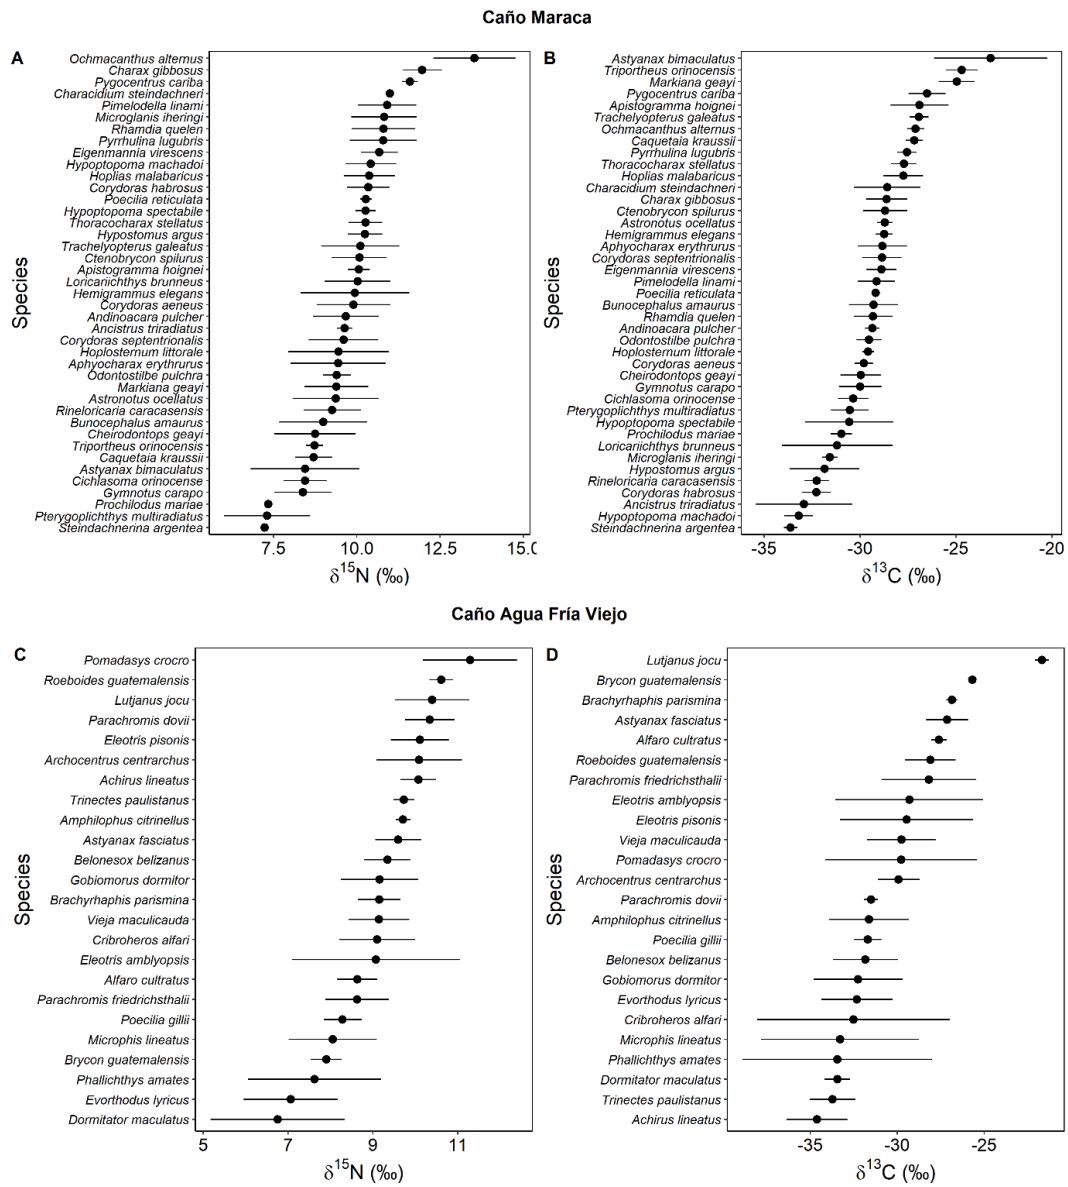 Caño Maraca
A
Species
Ochmacanthus alternus
Charax gibbosus
Pygocentrus cariba
Characidium steindachneri
Pimelodella linami
Microglanis iheringi
Rhamdia quelen
Pyrrhulina lugubris
Eigenmannia virescens
Hypoptopoma machadoi
Hoplias malabaricus
Corydoras habrosus
Poecilia reticulata
Hypoptopoma spectabile
Thoracocharax stellatus
Hypostomus argus
Trachelyopterus galeatus
Ctenobrycon spilurus
Apistogramma hoignei
Loricariichthys brunneus
Hemigrammus elegans
Corydoras aeneus
Andinoacara pulcher
Ancistrus triradiatus
Corydoras septentrionalis
Hoplosternum littorale
Aphyocharax erythrurus
Odontostilbe pulchra
Markiana geayi
Astronotus ocellatus
Rineloricaria caracasensis
Bunocephalus amaurus
Cheirodontops geayi
Triportheus orinocensis
Caquetaia kraussii
Astyanax bimaculatus
Cichlasoma orinocense
Gymnotus carapo
Prochilodus mariae
Pterygoplichthys multiradiatus
Steindachnerina argentea
7.5 10.0 12.5 15.0
δ15N (‰)
B
Species
Astyanax bimaculatus
Triportheus orinocensis
Markiana geayi
Pygocentrus cariba
Apistogramma hoignei
Trachelyopterus galeatus
Ochmacanthus alternus
Caquetaia kraussii
Pyrrhulina lugubris
Thoracocharax stellatus
Hoplias malabaricus
Characidium steindachneri
Charax gibbosus
Ctenobrycon spilurus
Astronotus ocellatus
Hemigrammus elegans
Aphyocharax erythrurus
Corydoras septentrionalis
Eigenmannia virescens
Pimelodella linami
Poecilia reticulata
Bunocephalus amaurus
Rhamdia quelen
Andinoacara pulcher
Odontostilbe pulchra
Hoplosternum littorale
Corydoras aeneus
Cheirodontops geayi
Gymnotus carapo
Cichlasoma orinocense
Pterygoplichthys multiradiatus
Hypoptopoma spectabile
Prochilodus mariae
Loricariichthys brunneus
Microglanis iheringi
Hypostomus argus
Rineloricaria caracasensis
Corydoras habrosus
Ancistrus triradiatus
Hypoptopoma machadoi
Steindachnerina argentea
-35 -30 -25 -20
δ13C (‰)
Caño Agua Fría Viejo
C
Species
Pomadasys crocro
Roeboides guatemalensis
Lutjanus jocu
Parachromis dovii
Eleotris pisonis
Archocentrus centrarchus
Achirus lineatus
Trinectes paulistanus
Amphilophus citrinellus
Astyanax fasciatus
Belonesox belizanus
Gobiomorus dormitor
Brachyrhaphis parismina
Vieja maculicauda
Cribroheros alfari
Eleotris amblyopsis
Alfaro cultratus
Parachromis friedrichsthalii
Poecilia gillii
Microphis lineatus
Brycon guatemalensis
Phallichthys amates
Evorthodus lyricus
Dormitator maculatus
5 7 9 11
δ15N (‰)
D
Species
Lutjanus jocu
Brycon guatemalensis
Brachyrhaphis parismina
Astyanax fasciatus
Alfaro cultratus
Roeboides guatemalensis
Parachromis friedrichsthalii
Eleotris amblyopsis
Eleotris pisonis
Vieja maculicauda
Pomadasys crocro
Archocentrus centrarchus
Parachromis dovii
Amphilophus citrinellus
Poecilia gillii
Belonesox belizanus
Gobiomorus dormitor
Evorthodus lyricus
Cribroheros alfari
Microphis lineatus
Phallichthys amates
Dormitator maculatus
Trinectes paulistanus
Achirus lineatus
-35 -30 -25
δ13C (‰)